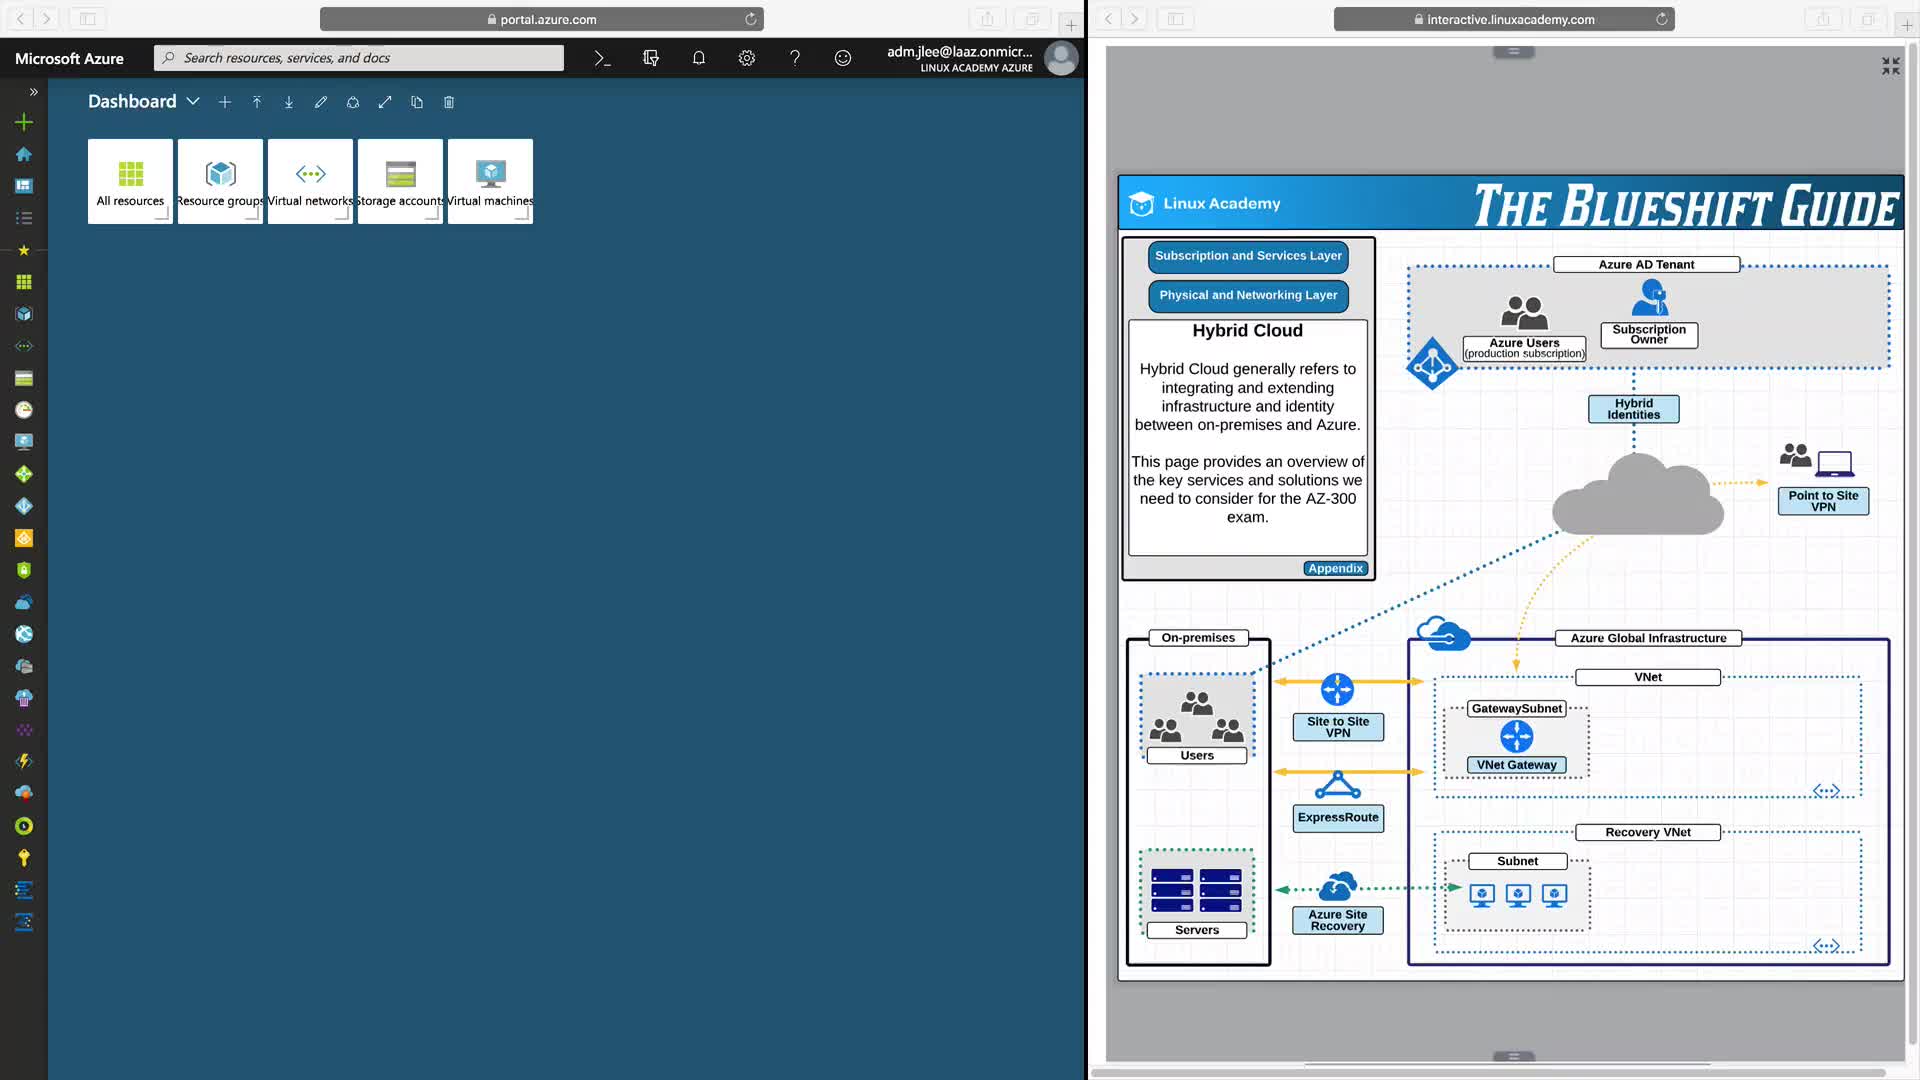 portal.azure.com
Microsoft Azure
Search resources, services, and docs
adm.jlee@laaz.onmicr...
LINUX ACADEMY AZURE
Dashboard
All resources
Resource groups
Virtual networks
Storage accounts
Virtual machines
interactive.linuxacademy.com
Linux Academy
THE BLUESHIFT GUIDE
Subscription and Services Layer
Physical and Networking Layer
Hybrid Cloud
Hybrid Cloud generally refers to
integrating and extending
infrastructure and identity
between on-premises and Azure.
This page provides an overview of
the key services and solutions we
need to consider for the AZ-300
exam.
Appendix
Azure AD Tenant
Azure Users
(production subscription)
Subscription
Owner
Hybrid
Identities
Point to Site
VPN
On-premises
Users
Servers
Site to Site
VPN
ExpressRoute
Azure Site
Recovery
Azure Global Infrastructure
VNet
GatewaySubnet
VNet Gateway
Recovery VNet
Subnet